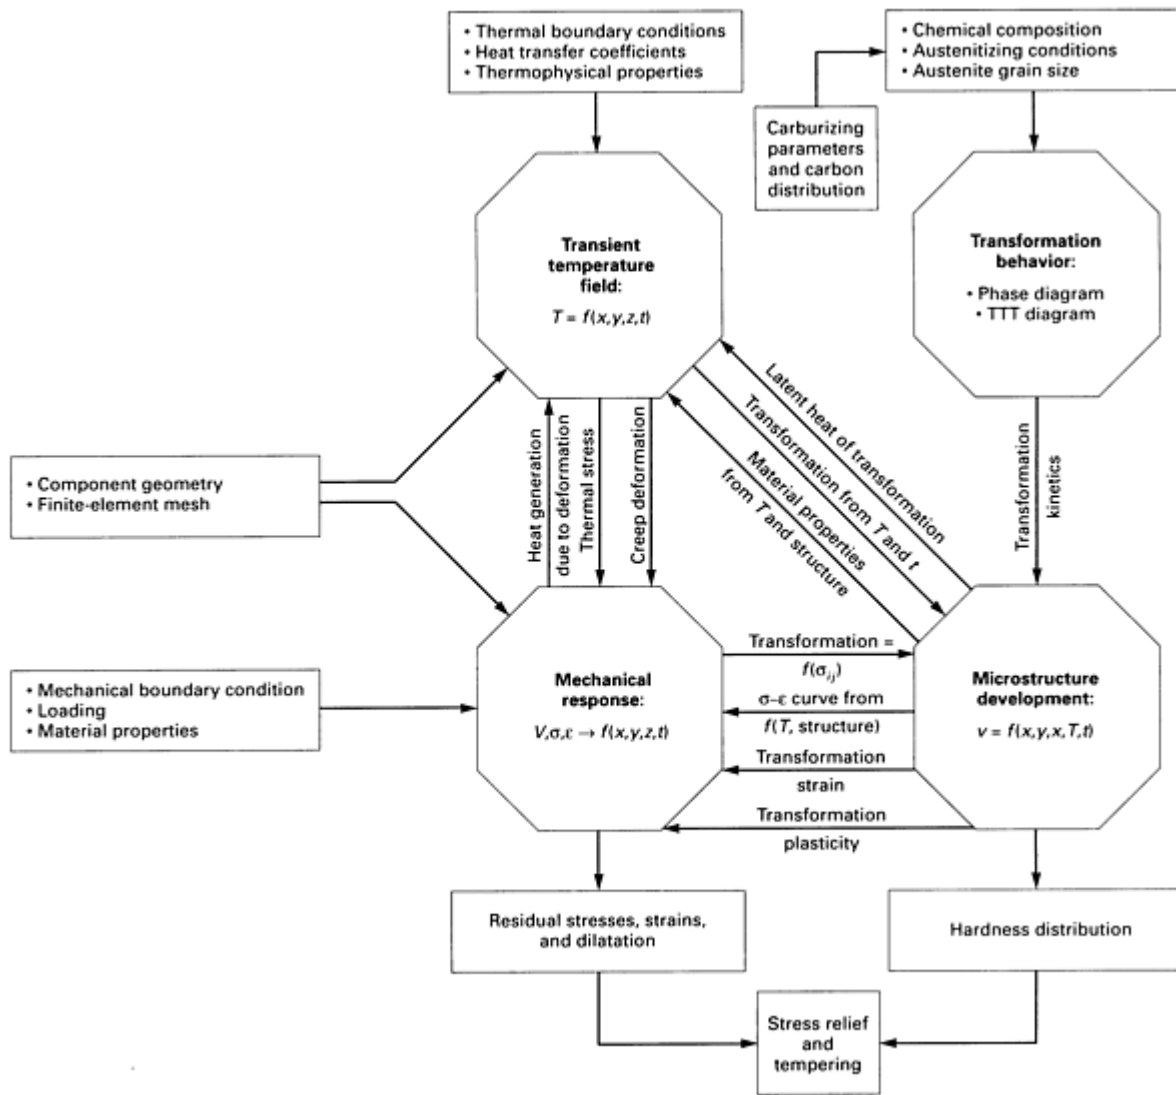 • Thermal boundary conditions
• Heat transfer coefficients
• Thermophysical properties
• Chemical composition
• Austenitizing conditions
• Austenite grain size
Carburizing
parameters
and carbon
distribution
Transient
temperature
field:
T = f(x,y,z,t)
Transformation
behavior:
• Phase diagram
• TTT diagram
Latent heat of transformation
Transformation from T and t
Material properties
from T and structure
Transformation
kinetics
• Component geometry
• Finite-element mesh
Heat generation
due to deformation
Thermal stress
Creep deformation
• Mechanical boundary condition
• Loading
• Material properties
Mechanical
response:
V,σ,ε → f(x,y,z,t)
Transformation =
f(σij)
σ–ε curve from
f(T, structure)
Transformation
strain
Transformation
plasticity
Microstructure
development:
v = f(x,y,x,T,t)
Residual stresses, strains,
and dilatation
Hardness distribution
Stress relief
and
tempering